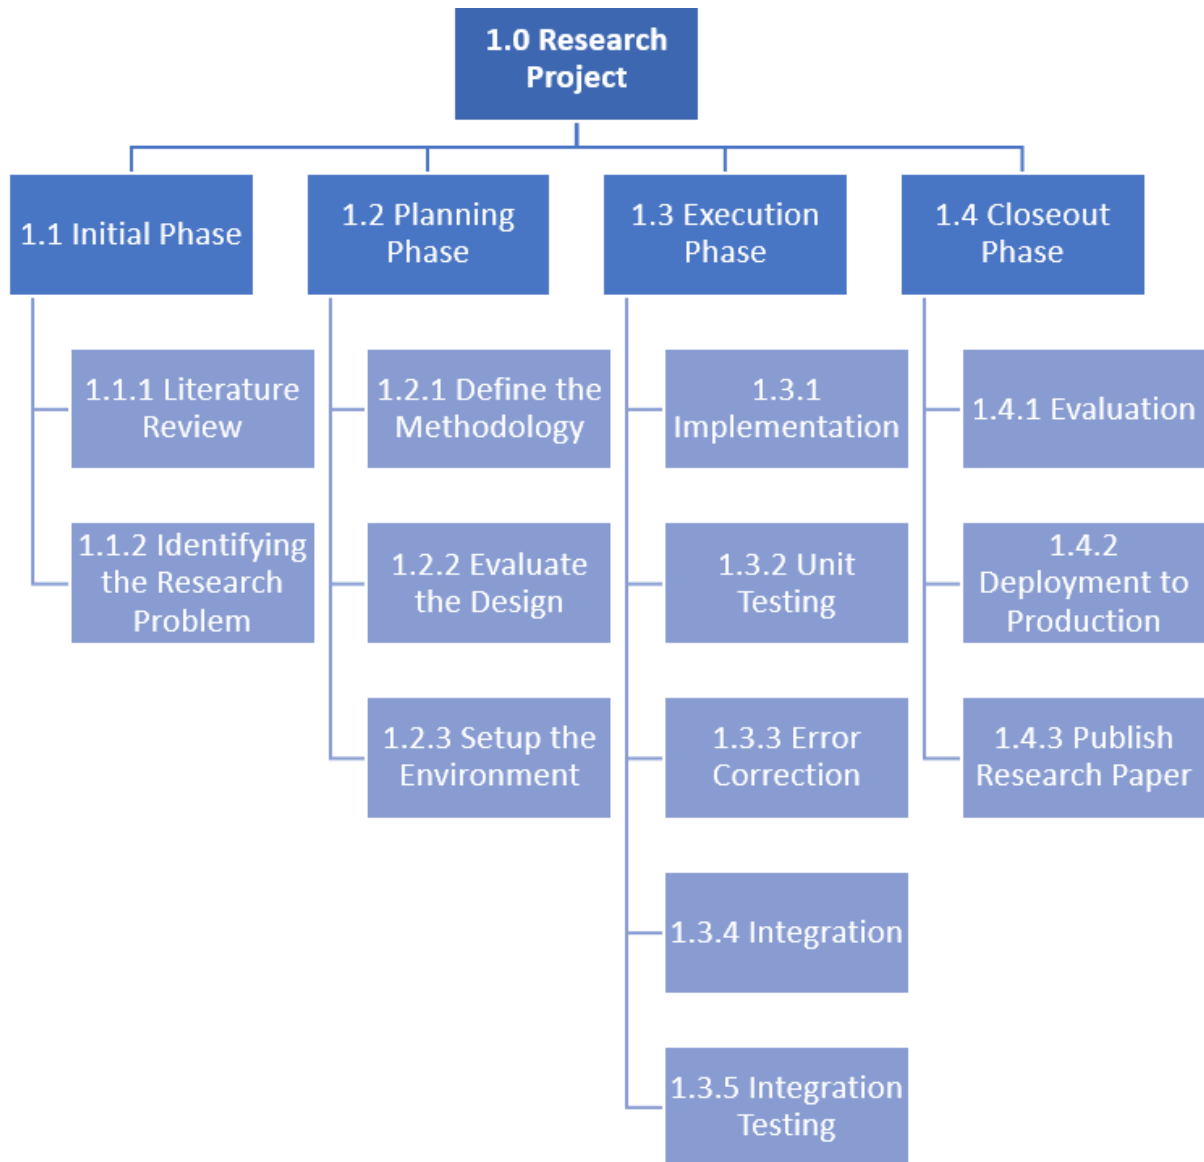 1.0 Research
Project
1.1 Initial Phase
1.2 Planning
Phase
1.3 Execution
Phase
1.4 Closeout
Phase
1.1.1 Literature
Review
1.1.2 Identifying
the Research
Problem
1.2.1 Define the
Methodology
1.2.2 Evaluate
the Design
1.2.3 Setup the
Environment
1.3.1
Implementation
1.3.2 Unit
Testing
1.3.3 Error
Correction
1.3.4 Integration
1.3.5 Integration
Testing
1.4.1 Evaluation
1.4.2
Deployment to
Production
1.4.3 Publish
Research Paper